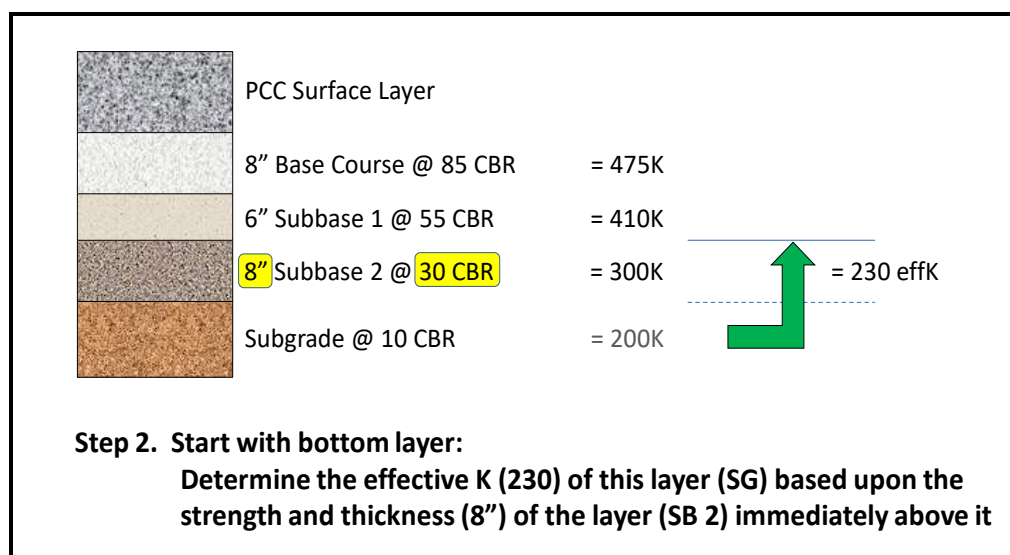 PCC Surface Layer
8” Base Course @ 85 CBR = 475K
6” Subbase 1 @ 55 CBR = 410K
8” Subbase 2 @ 30 CBR = 300K = 230 effK
Subgrade @ 10 CBR = 200K
Step 2. Start with bottom layer:
Determine the effective K (230) of this layer (SG) based upon the
strength and thickness (8”) of the layer (SB 2) immediately above it